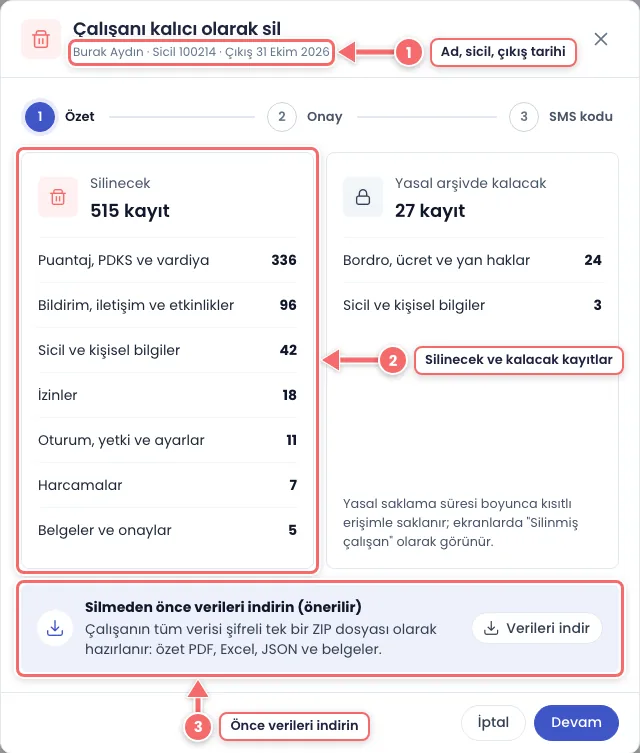 Çalışanı kalıcı olarak sil
Burak Aydın · Sicil 100214 · Çıkış 31 Ekim 2026
1
Ad, sicil, çıkış tarihi
1 Özet
2 Onay
3 SMS kodu
Silinecek
515 kayıt
Puantaj, PDKS ve vardiya 336
Bildirim, iletişim ve etkinlikler 96
Sicil ve kişisel bilgiler 42
İzinler 18
Oturum, yetki ve ayarlar 11
Harcamalar 7
Belgeler ve onaylar 5
Yasal arşivde kalacak
27 kayıt
Bordro, ücret ve yan haklar 24
Sicil ve kişisel bilgiler 3
2
Silinecek ve kalacak kayıtlar
Yasal saklama süresi boyunca kısıtlı
erişimle saklanır; ekranlarda "Silinmiş
çalışan" olarak görünür.
Silmeden önce verileri indirin (önerilir)
Çalışanın tüm verisi şifreli tek bir ZIP dosyası olarak
hazırlanır: özet PDF, Excel, JSON ve belgeler.
Verileri indir
3
Önce verileri indirin
İptal
Devam